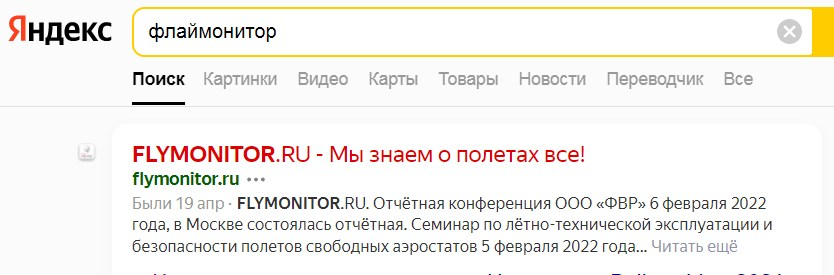 Яндекс
флаймонитор
Поиск Картинки Видео Карты Товары Новости Переводчик Все
FLYMONITOR.RU - Мы знаем о полетах все!
flymonitor.ru
Были 19 апр · FLYMONITOR.RU. Отчётная конференция ООО «ФВР» 6 февраля 2022
года, в Москве состоялась отчётная. Семинар по лётно-технической эксплуатации и
безопасности полетов свободных аэростатов 5 февраля 2022 года... Читать ещё